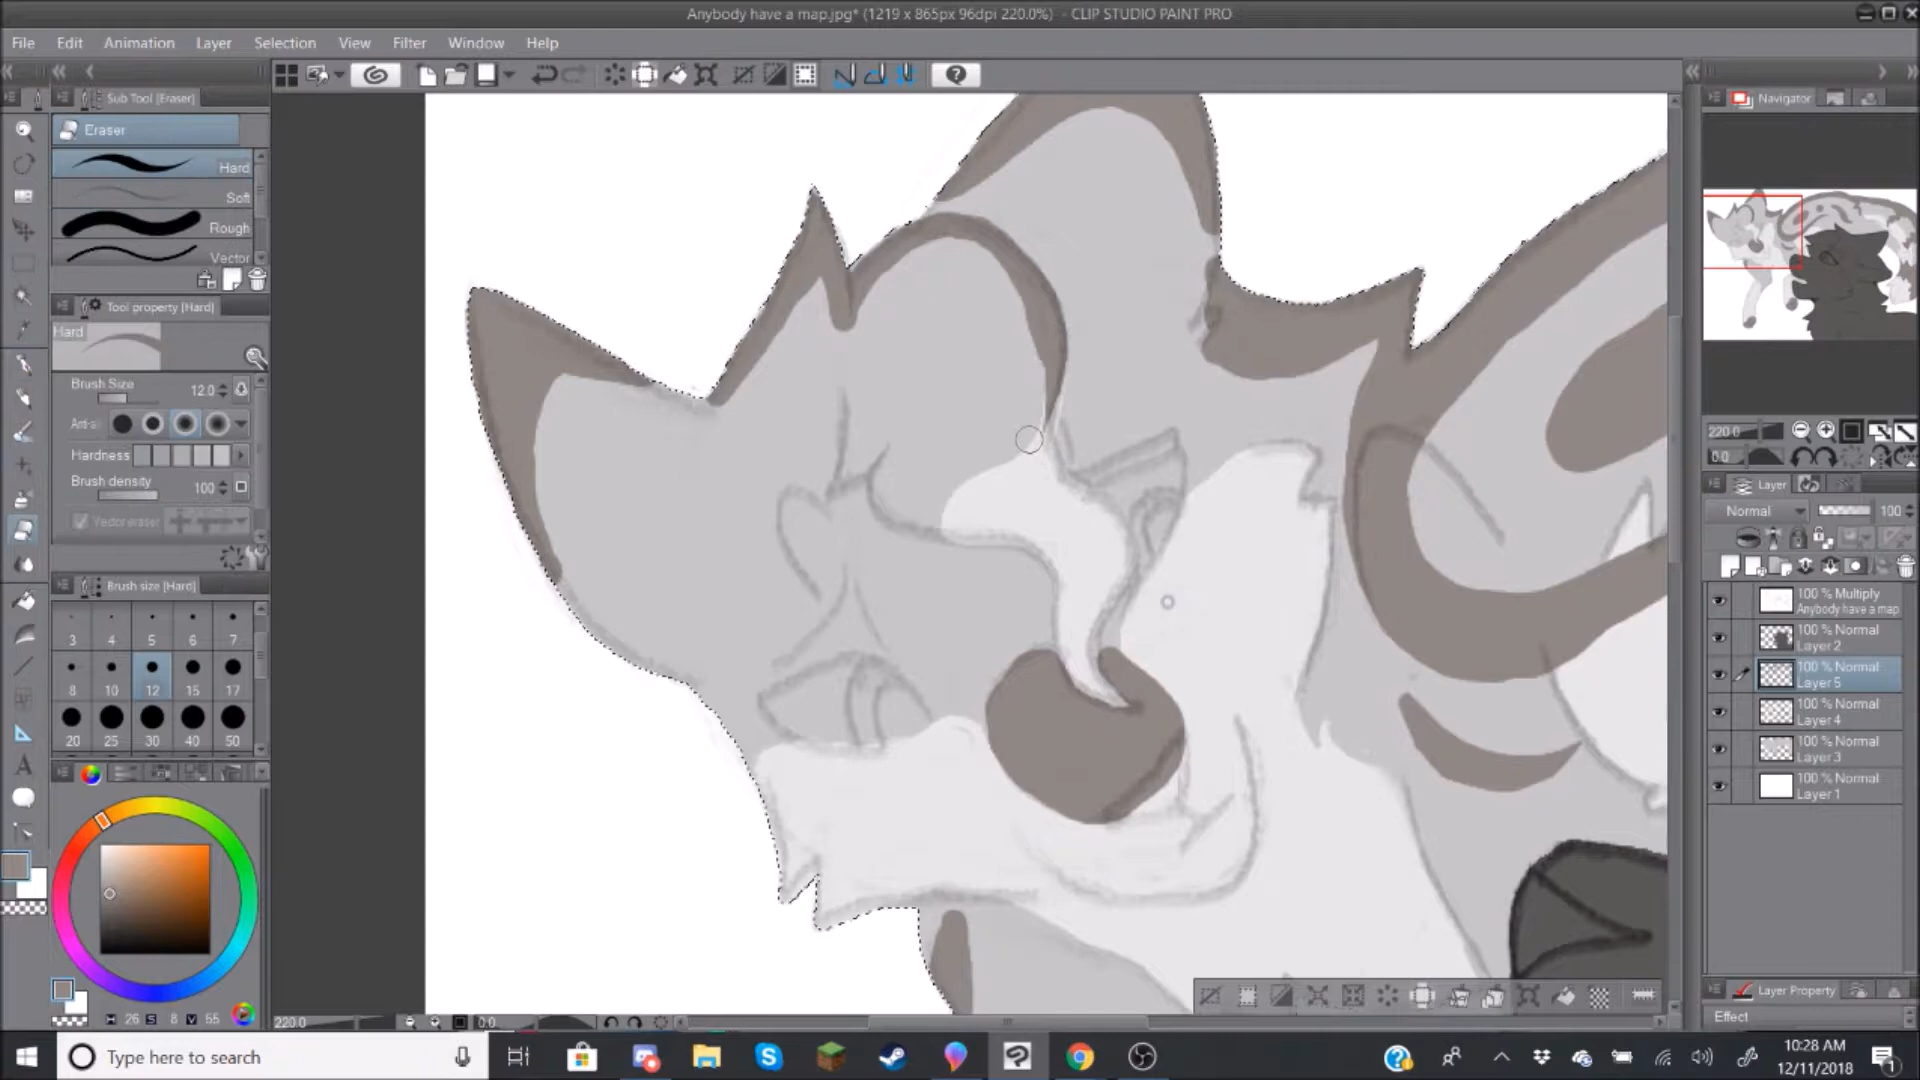 Anybody have a map.jpg* (1219 x 865px 96dpi 220.0%) - CLIP STUDIO PAINT PRO
File Edit Animation Layer Selection View Filter Window Help
Sub Tool [Eraser]
Eraser
Hard
Soft
Rough
Vector
Tool property [Hard]
Hard
Brush Size 12.0
Anti-a
Hardness
Brush density 100
Vector eraser
Brush size [Hard]
3 4 5 6 7
8 10 12 15 17
20 25 30 40 50
H 26 S 8 V 55
220.0 0.0
Navigator
220.0
0.0
Layer
Normal 100
100 % Multiply
Anybody have a map
100 % Normal
Layer 2
100 % Normal
Layer 5
100 % Normal
Layer 4
100 % Normal
Layer 3
100 % Normal
Layer 1
Layer Property
Effect
Type here to search
10:28 AM
12/11/2018
1